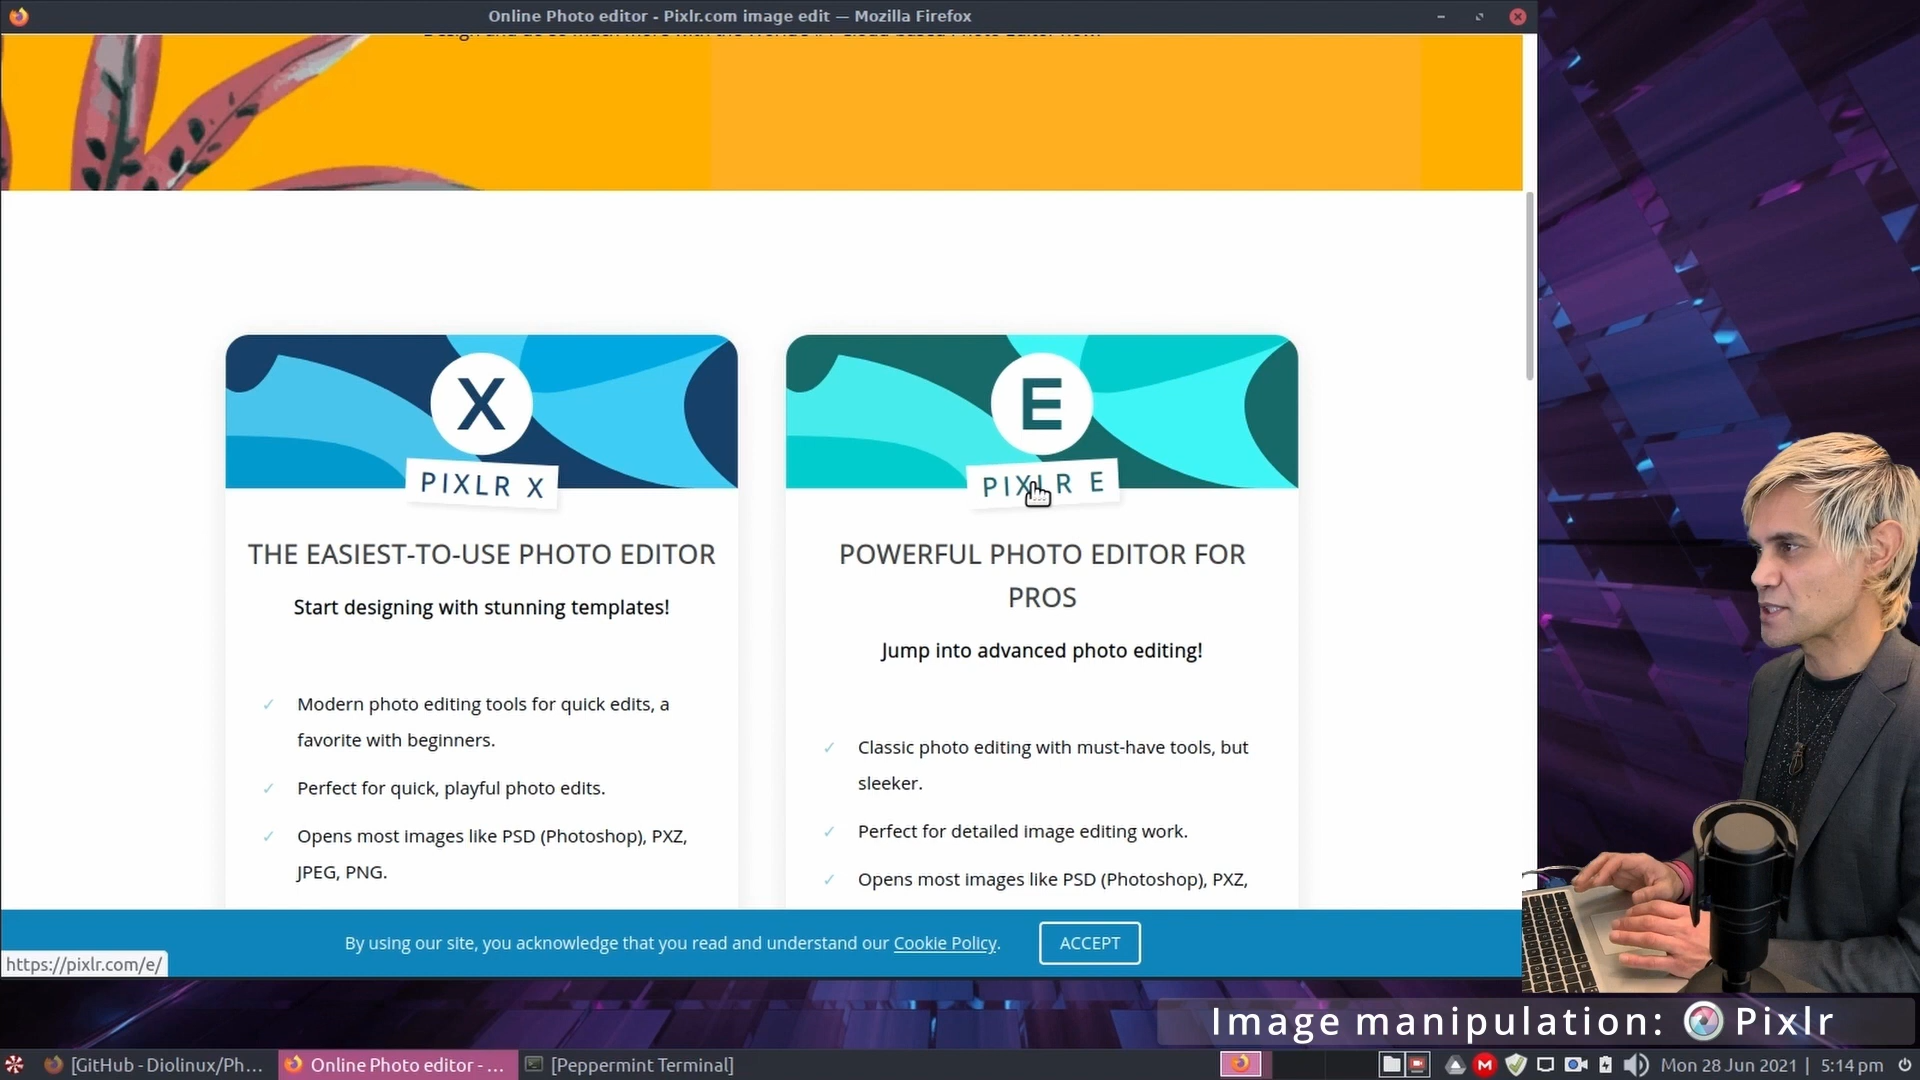 Online Photo editor - Pixlr.com image edit — Mozilla Firefox
X
PIXLR X
THE EASIEST-TO-USE PHOTO EDITOR
Start designing with stunning templates!
✓ Modern photo editing tools for quick edits, a
favorite with beginners.
✓ Perfect for quick, playful photo edits.
✓ Opens most images like PSD (Photoshop), PXZ,
JPEG, PNG.
E
PIXLR E
POWERFUL PHOTO EDITOR FOR
PROS
Jump into advanced photo editing!
✓ Classic photo editing with must-have tools, but
sleeker.
✓ Perfect for detailed image editing work.
✓ Opens most images like PSD (Photoshop), PXZ,
By using our site, you acknowledge that you read and understand our Cookie Policy.
ACCEPT
https://pixlr.com/e/
Image manipulation: Pixlr
[GitHub - Diolinux/Ph...
Online Photo editor - ...
[Peppermint Terminal]
Mon 28 Jun 2021 | 5:14 pm